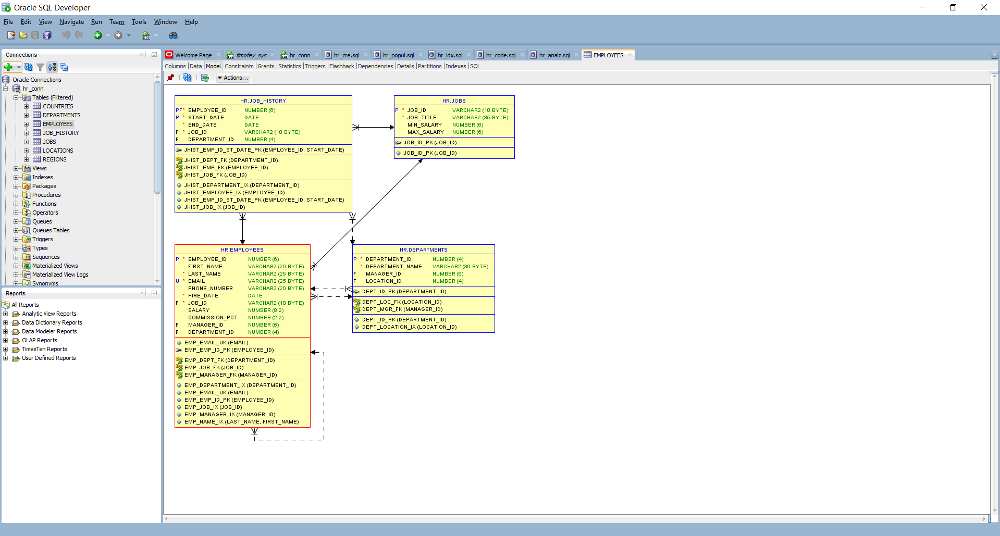 Oracle SQL Developer
File Edit View Navigate Run Team Tools Window Help
Connections
Oracle Connections
hr_conn
Tables (Filtered)
COUNTRIES
DEPARTMENTS
EMPLOYEES
JOB_HISTORY
JOBS
LOCATIONS
REGIONS
Views
Indexes
Packages
Procedures
Functions
Operators
Queues
Queues Tables
Triggers
Types
Sequences
Materialized Views
Materialized View Logs
Synonyms
Reports
All Reports
Analytic View Reports
Data Dictionary Reports
Data Modeler Reports
OLAP Reports
TimesTen Reports
User Defined Reports
Welcome Page timofey_sys hr_conn hr_cre.sql hr_popul.sql hr_idx.sql hr_code.sql hr_analz.sql EMPLOYEES
Columns Data Model Constraints Grants Statistics Triggers Flashback Dependencies Details Partitions Indexes SQL
Actions...
HR.JOB_HISTORY
PF* EMPLOYEE_ID NUMBER (6)
P * START_DATE DATE
* END_DATE DATE
F * JOB_ID VARCHAR2 (10 BYTE)
F DEPARTMENT_ID NUMBER (4)
JHIST_EMP_ID_ST_DATE_PK (EMPLOYEE_ID, START_DATE)
JHIST_DEPT_FK (DEPARTMENT_ID)
JHIST_EMP_FK (EMPLOYEE_ID)
JHIST_JOB_FK (JOB_ID)
JHIST_DEPARTMENT_IX (DEPARTMENT_ID)
JHIST_EMPLOYEE_IX (EMPLOYEE_ID)
JHIST_EMP_ID_ST_DATE_PK (EMPLOYEE_ID, START_DATE)
JHIST_JOB_IX (JOB_ID)
HR.JOBS
P * JOB_ID VARCHAR2 (10 BYTE)
* JOB_TITLE VARCHAR2 (35 BYTE)
MIN_SALARY NUMBER (6)
MAX_SALARY NUMBER (6)
JOB_ID_PK (JOB_ID)
JOB_ID_PK (JOB_ID)
HR.EMPLOYEES
P * EMPLOYEE_ID NUMBER (6)
FIRST_NAME VARCHAR2 (20 BYTE)
* LAST_NAME VARCHAR2 (25 BYTE)
U * EMAIL VARCHAR2 (25 BYTE)
PHONE_NUMBER VARCHAR2 (20 BYTE)
* HIRE_DATE DATE
F * JOB_ID VARCHAR2 (10 BYTE)
SALARY NUMBER (8,2)
COMMISSION_PCT NUMBER (2,2)
F MANAGER_ID NUMBER (6)
F DEPARTMENT_ID NUMBER (4)
EMP_EMAIL_UK (EMAIL)
EMP_EMP_ID_PK (EMPLOYEE_ID)
EMP_DEPT_FK (DEPARTMENT_ID)
EMP_JOB_FK (JOB_ID)
EMP_MANAGER_FK (MANAGER_ID)
EMP_DEPARTMENT_IX (DEPARTMENT_ID)
EMP_EMAIL_UK (EMAIL)
EMP_EMP_ID_PK (EMPLOYEE_ID)
EMP_JOB_IX (JOB_ID)
EMP_MANAGER_IX (MANAGER_ID)
EMP_NAME_IX (LAST_NAME, FIRST_NAME)
HR.DEPARTMENTS
P * DEPARTMENT_ID NUMBER (4)
* DEPARTMENT_NAME VARCHAR2 (30 BYTE)
F MANAGER_ID NUMBER (6)
F LOCATION_ID NUMBER (4)
DEPT_ID_PK (DEPARTMENT_ID)
DEPT_LOC_FK (LOCATION_ID)
DEPT_MGR_FK (MANAGER_ID)
DEPT_ID_PK (DEPARTMENT_ID)
DEPT_LOCATION_IX (LOCATION_ID)